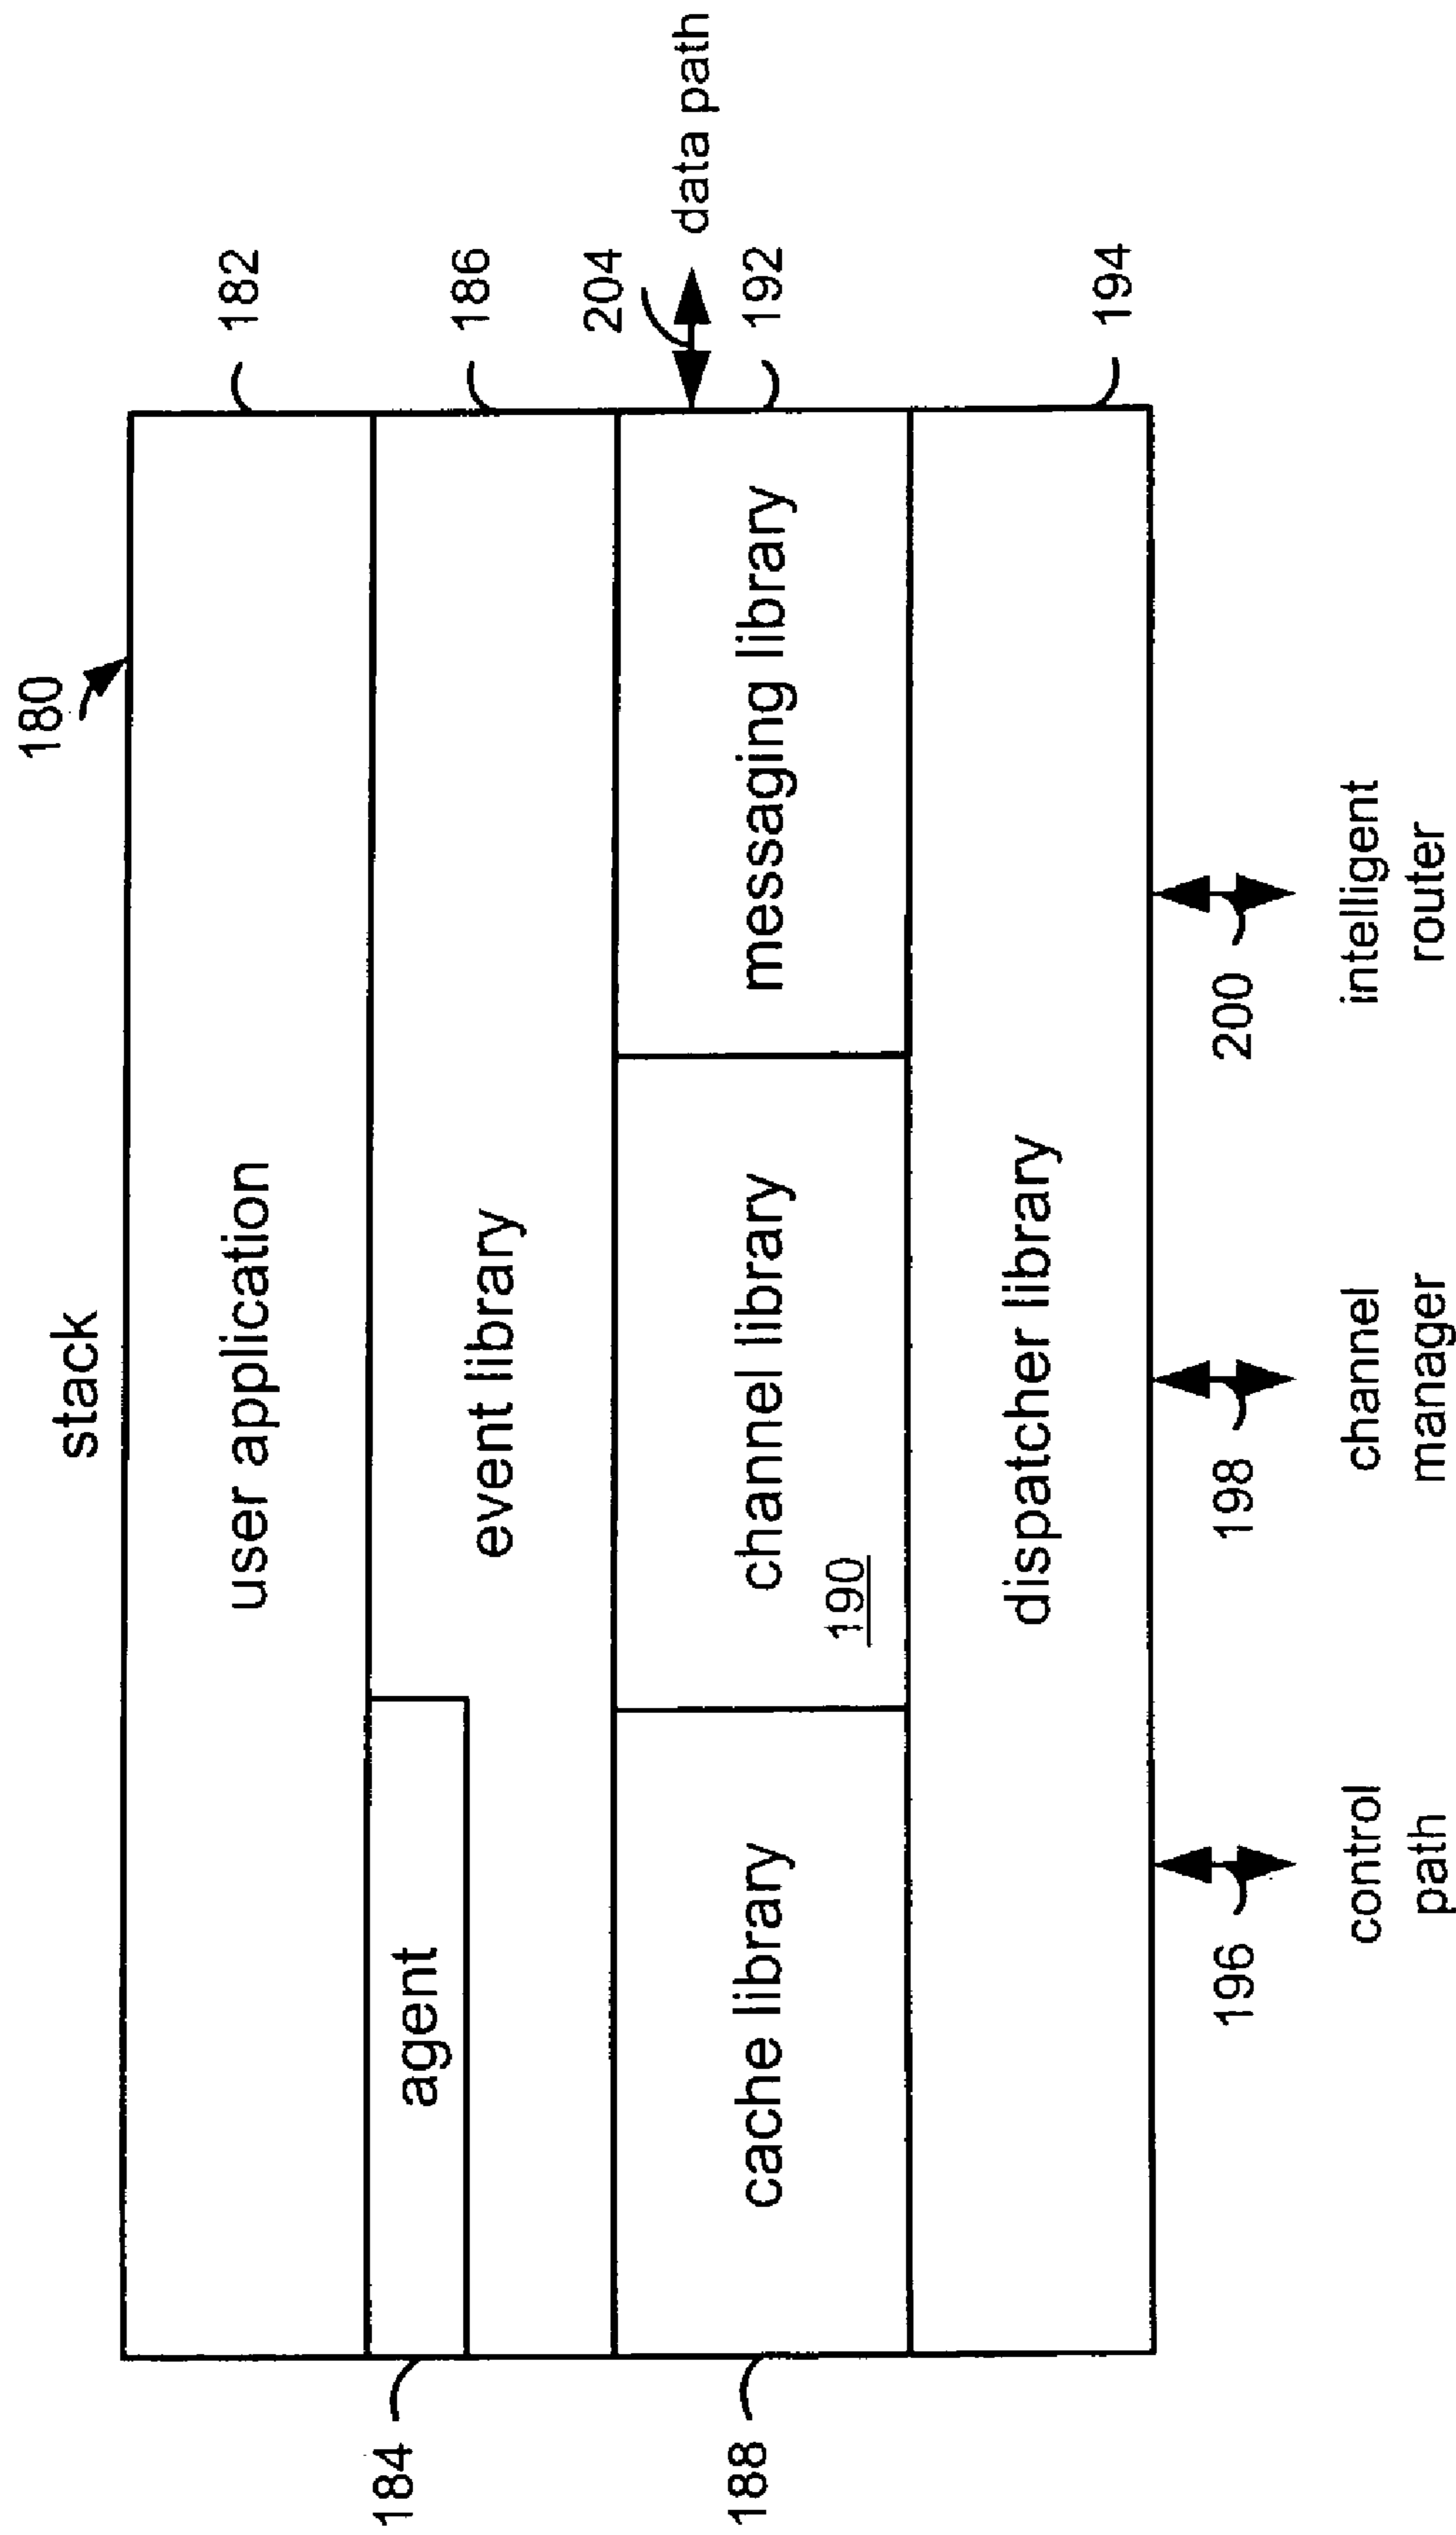 stack
180
user application
182
184
agent
event library
186
204
data path
188
cache library
channel library
190
messaging library
192
dispatcher library
194
196
198
200
control
path
channel
manager
intelligent
router